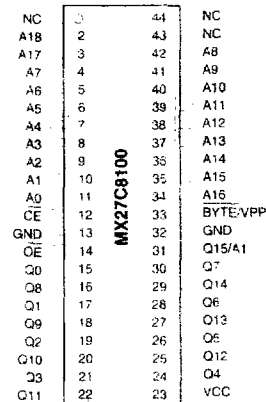 NC 44 NC
A18 2 43 NC
A17 3 42 A8
A7 4 41 A9
A6 5 40 A10
A5 6 39 A11
A4 7 38 A12
A3 8 37 A13
A2 9 36 A14
A1 10 35 A15
A0 11 34 A16
CE 12 33 BYTE/VPP
GND 13 32 GND
OE 14 31 Q15/A1
Q0 15 30 Q7
Q8 16 29 Q14
Q1 17 28 Q6
Q9 18 27 Q13
Q2 19 26 Q5
Q10 20 25 Q12
Q3 21 24 Q4
Q11 22 23 VCC
MX27C8100